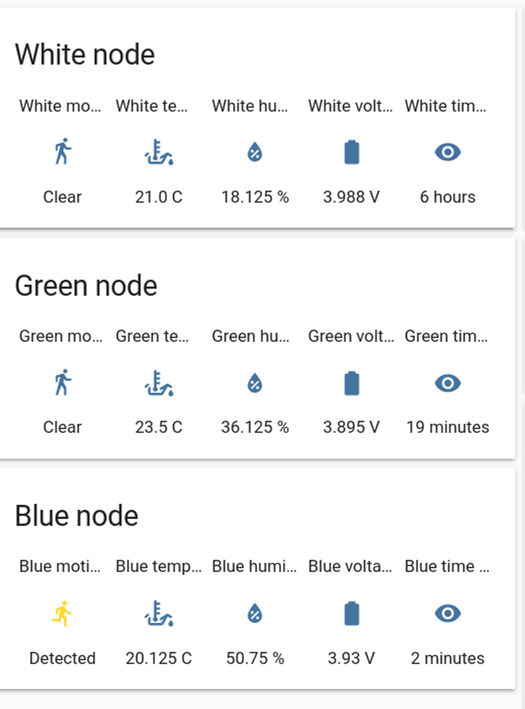 White node
White mo... White te... White hu... White volt... White tim...
Clear 21.0 C 18.125 % 3.988 V 6 hours
Green node
Green mo... Green te... Green hu... Green volt... Green tim...
Clear 23.5 C 36.125 % 3.895 V 19 minutes
Blue node
Blue moti... Blue temp... Blue humi... Blue volta... Blue time ...
Detected 20.125 C 50.75 % 3.93 V 2 minutes